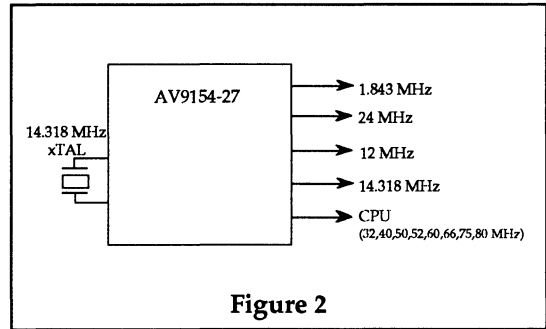 AV9154-27
14.318 MHz
xTAL
1.843 MHz
24 MHz
12 MHz
14.318 MHz
CPU
(32,40,50,52,60,66,75,80 MHz)
Figure 2